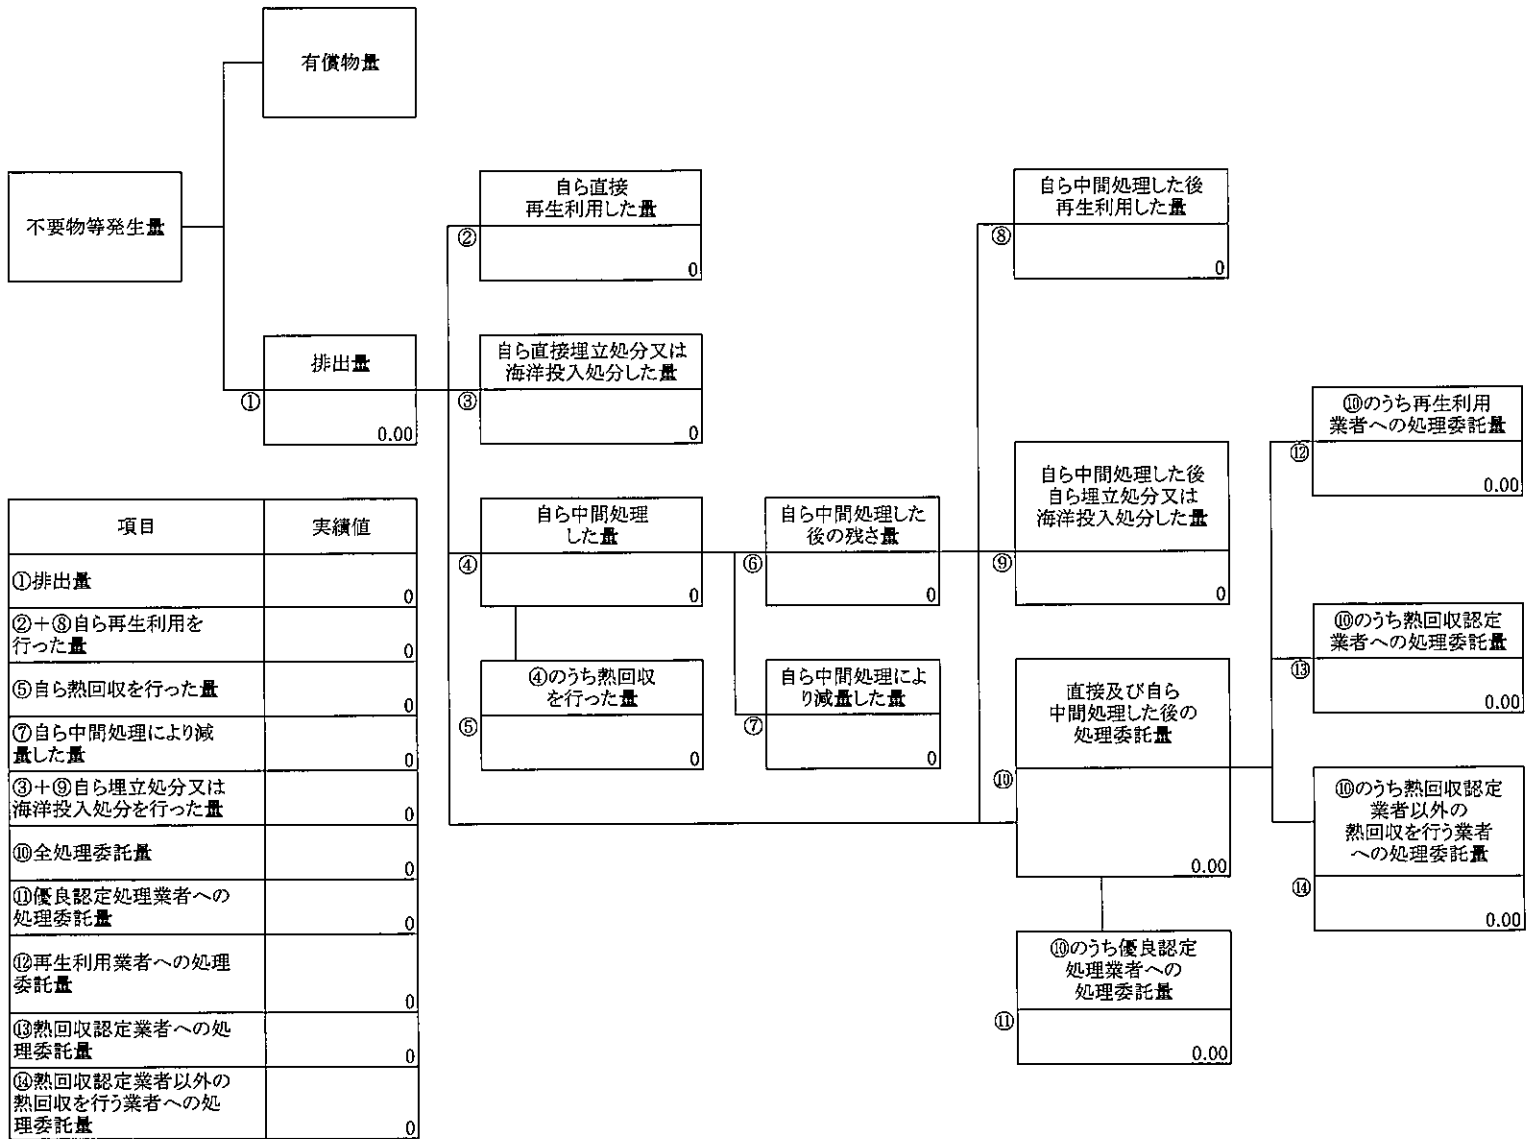 有償物量
不要物等発生量
排出量
①
0.00
自ら直接
再生利用した量
②
0
自ら直接埋立処分又は
海洋投入処分した量
③
0
自ら中間処理
した量
④
0
④のうち熱回収
を行った量
⑤
0
自ら中間処理した
後の残さ量
⑥
0
自ら中間処理によ
り減量した量
⑦
0
自ら中間処理した後
再生利用した量
⑧
0
自ら中間処理した後
自ら埋立処分又は
海洋投入処分した量
⑨
0
直接及び自ら
中間処理した後の
処理委託量
⑩
0.00
⑩のうち優良認定
処理業者への
処理委託量
⑪
0.00
⑩のうち再生利用
業者への処理委託量
⑫
0.00
⑩のうち熱回収認定
業者への処理委託量
⑬
0.00
⑩のうち熱回収認定
業者以外の
熱回収を行う業者
への処理委託量
⑭
0.00
項目 実績値
①排出量
0
②+⑧自ら再生利用を
行った量
0
⑤自ら熱回収を行った量
0
⑦自ら中間処理により減
量した量
0
③+⑨自ら埋立処分又は
海洋投入処分を行った量
0
⑩全処理委託量
0
⑪優良認定処理業者への
処理委託量
0
⑫再生利用業者への処理
委託量
0
⑬熱回収認定業者への処
理委託量
0
⑭熱回収認定業者以外の
熱回収を行う業者への処
理委託量
0